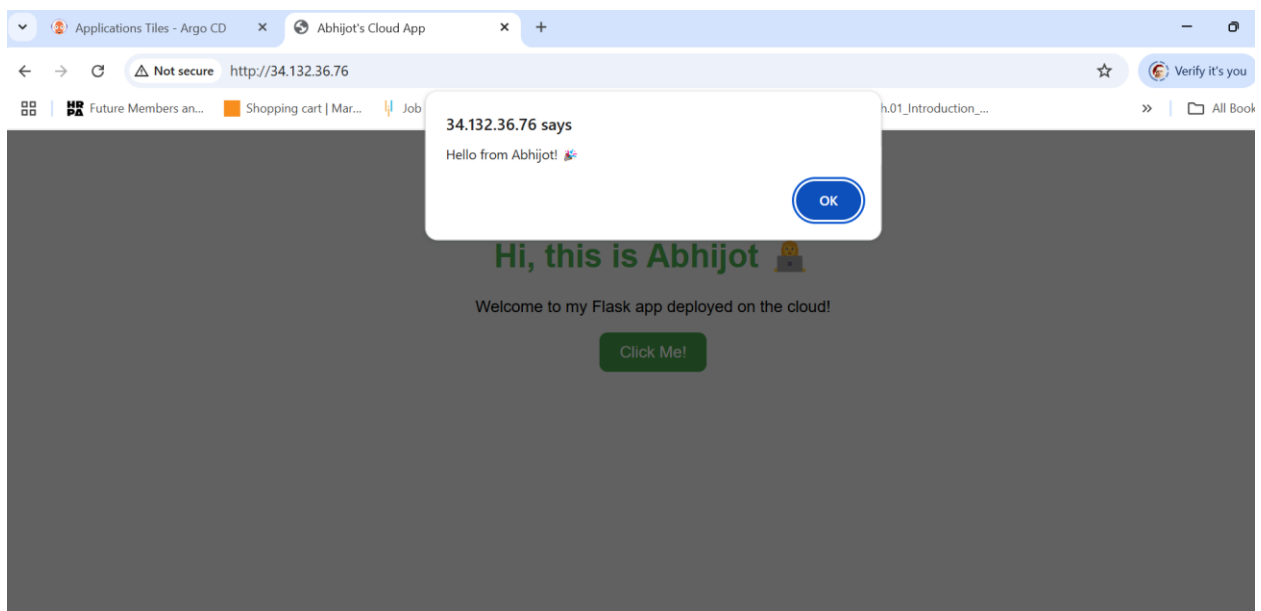 Applications Tiles - Argo CD
Abhijot's Cloud App
Not secure http://34.132.36.76
Verify it's you
HR PA Future Members an...
Shopping cart | Mar...
Job
h.01_Introduction_...
All Book
34.132.36.76 says
Hello from Abhijot! 🎉
OK
Hi, this is Abhijot 👩‍💻
Welcome to my Flask app deployed on the cloud!
Click Me!